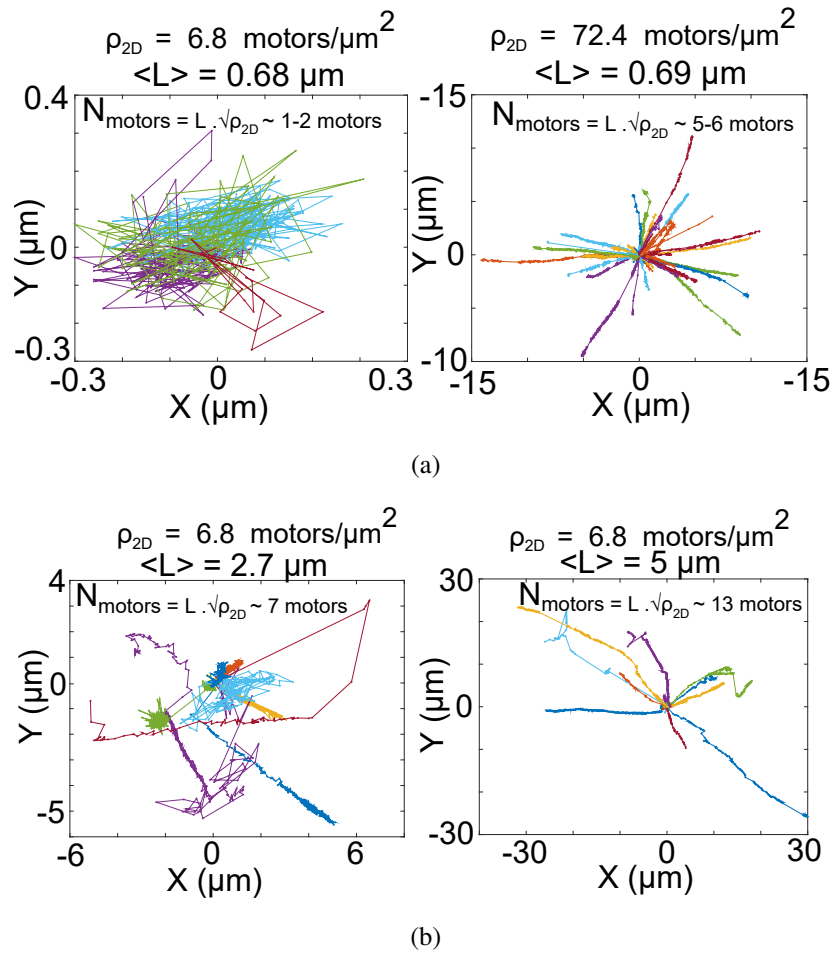 ρ2D = 6.8 motors/μm²
<L> = 0.68 μm
0.4
Nmotors = L .√ρ2D ~ 1-2 motors
0
Y (μm)
-0.3
-0.3 0 0.3
X (μm)
ρ2D = 72.4 motors/μm²
<L> = 0.69 μm
-15
Nmotors = L .√ρ2D ~ 5-6 motors
0
Y (μm)
-10
-15 0 -15
X (μm)
(a)
ρ2D = 6.8 motors/μm²
<L> = 2.7 μm
4
Nmotors = L .√ρ2D ~ 7 motors
0
Y (μm)
-5
-6 0 6
X (μm)
ρ2D = 6.8 motors/μm²
<L> = 5 μm
30
Nmotors = L .√ρ2D ~ 13 motors
0
Y (μm)
-30
-30 0 30
X (μm)
(b)